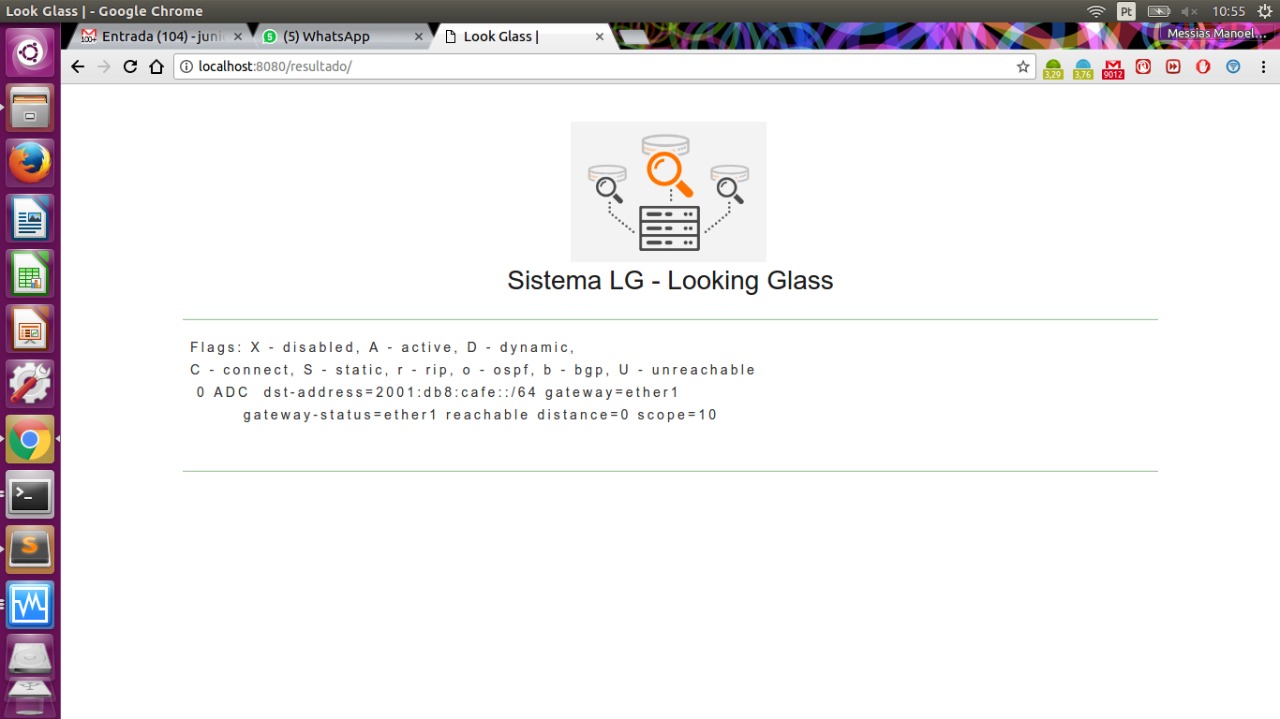 Look Glass | - Google Chrome
Pt
10:55
Entrada (104) - juni
(5) WhatsApp
Look Glass |
Messias Manoel...
localhost:8080/resultado/
3,29
3,76
9012
Sistema LG - Looking Glass
Flags: X - disabled, A - active, D - dynamic,
C - connect, S - static, r - rip, o - ospf, b - bgp, U - unreachable
0 ADC dst-address=2001:db8:cafe::/64 gateway=ether1
gateway-status=ether1 reachable distance=0 scope=10